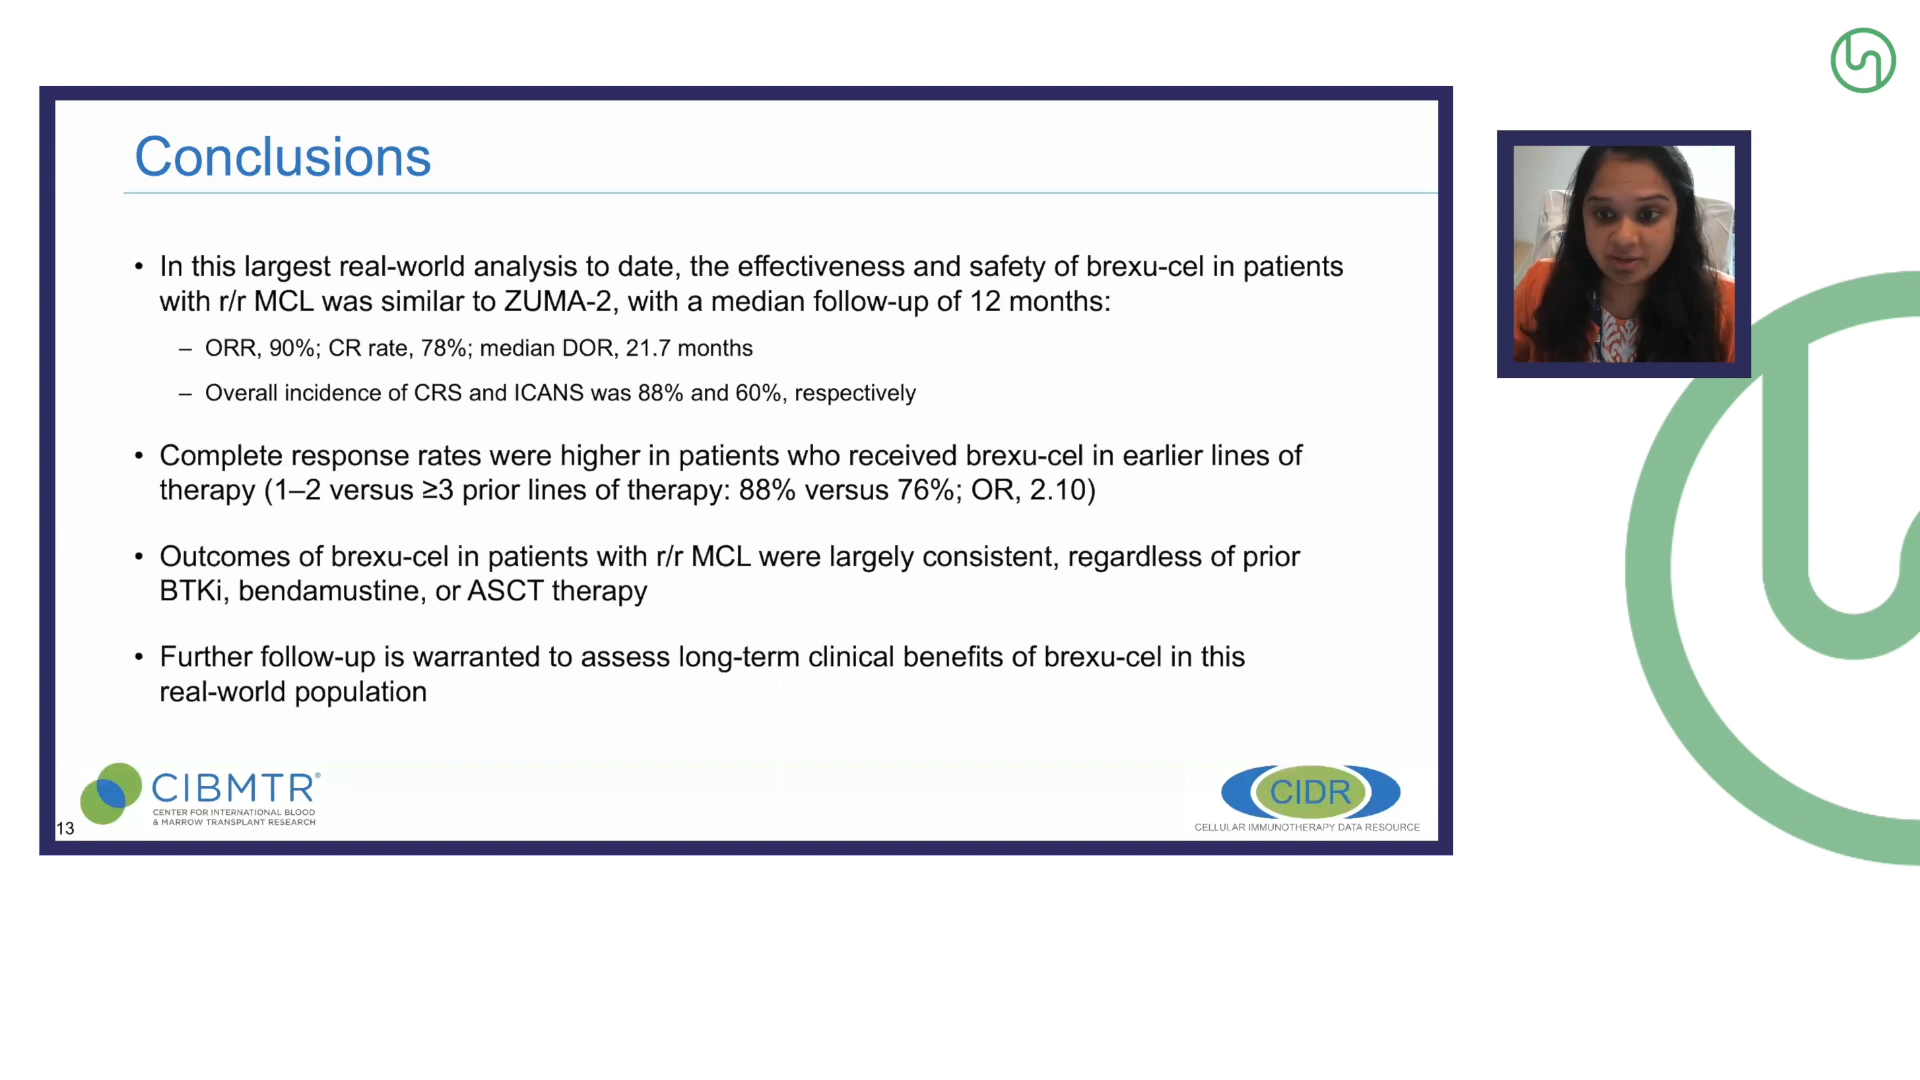 Conclusions
• In this largest real-world analysis to date, the effectiveness and safety of brexu-cel in patients
with r/r MCL was similar to ZUMA-2, with a median follow-up of 12 months:
– ORR, 90%; CR rate, 78%; median DOR, 21.7 months
– Overall incidence of CRS and ICANS was 88% and 60%, respectively
• Complete response rates were higher in patients who received brexu-cel in earlier lines of
therapy (1–2 versus ≥3 prior lines of therapy: 88% versus 76%; OR, 2.10)
• Outcomes of brexu-cel in patients with r/r MCL were largely consistent, regardless of prior
BTKi, bendamustine, or ASCT therapy
• Further follow-up is warranted to assess long-term clinical benefits of brexu-cel in this
real-world population
CIBMTR®
CENTER FOR INTERNATIONAL BLOOD
& MARROW TRANSPLANT RESEARCH
13
CIDR
CELLULAR IMMUNOTHERAPY DATA RESOURCE